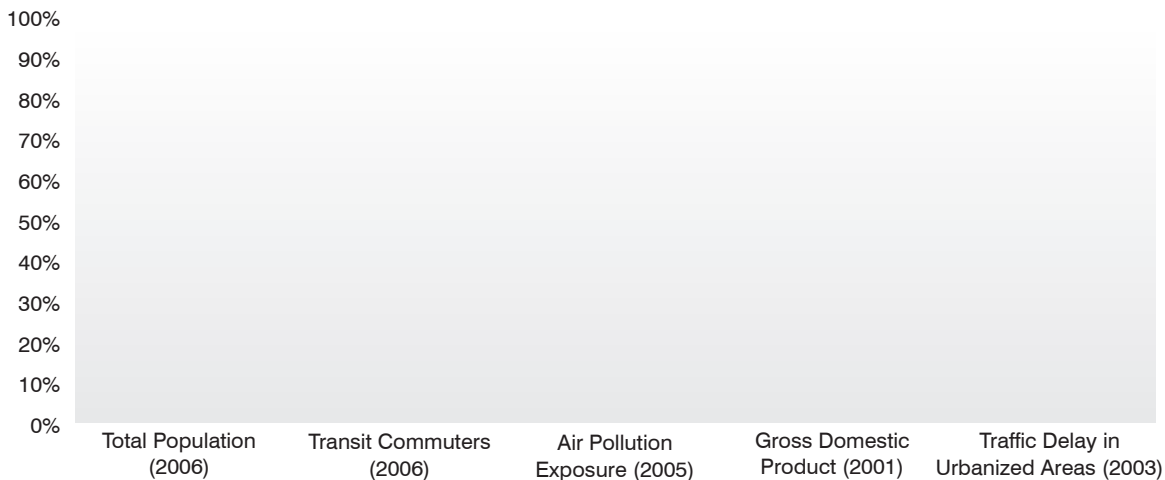 100%
90%
80%
70%
60%
50%
40%
30%
20%
10%
0%
Total Population
(2006)
Transit Commuters
(2006)
Air Pollution
Exposure (2005)
Gross Domestic
Product (2001)
Traffic Delay in
Urbanized Areas (2003)